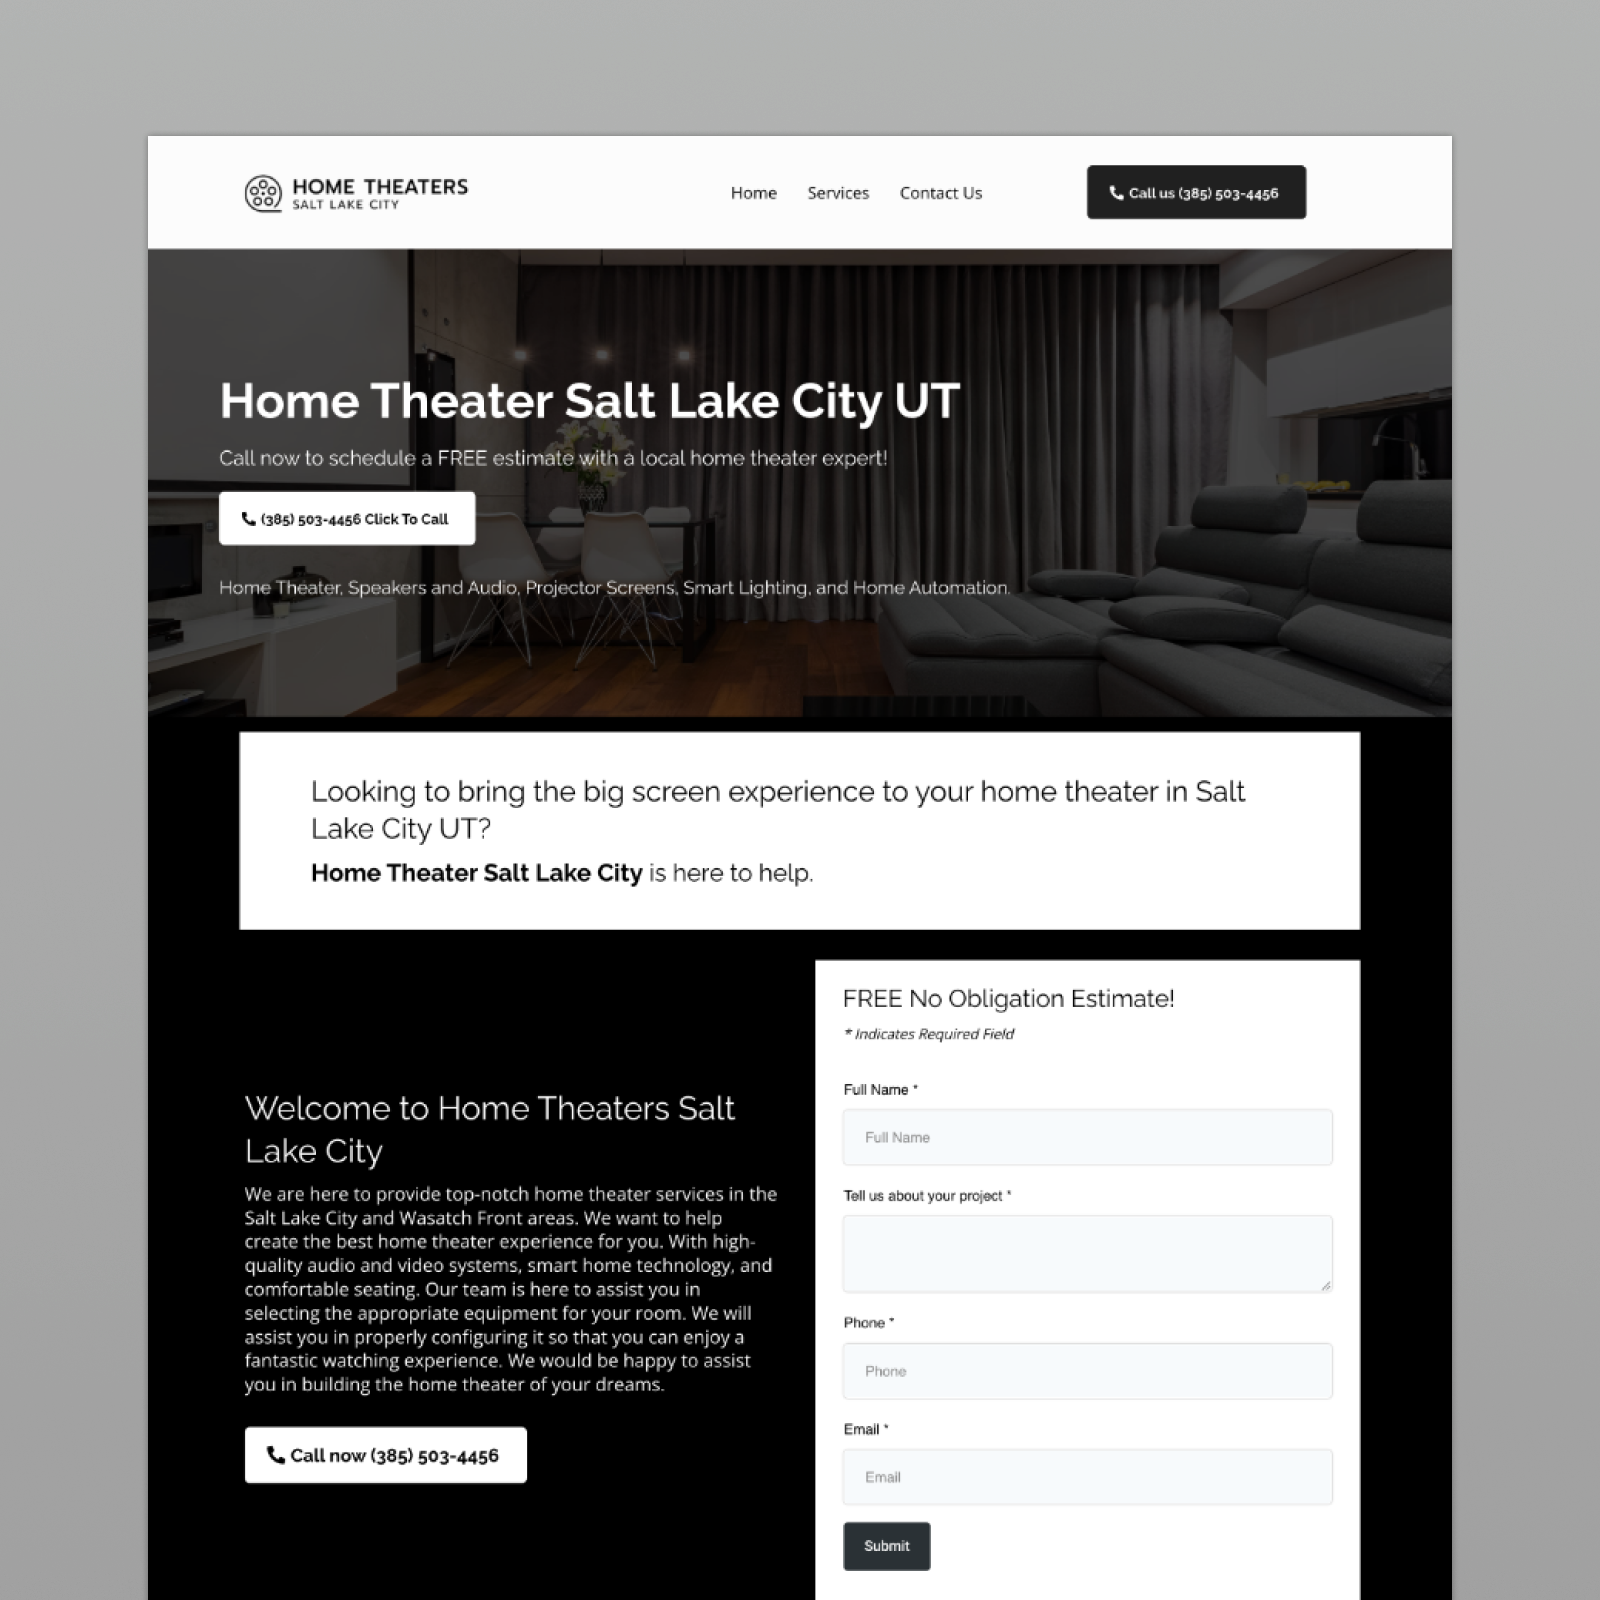 HOME THEATERS
SALT LAKE CITY
Home
Services
Contact Us
Call us (385) 503-4456
Home Theater Salt Lake City UT
Call now to schedule a FREE estimate with a local home theater expert!
(385) 503-4456 Click To Call
Home Theater, Speakers and Audio, Projector Screens, Smart Lighting, and Home Automation.
Looking to bring the big screen experience to your home theater in Salt
Lake City UT?
Home Theater Salt Lake City is here to help.
Welcome to Home Theaters Salt
Lake City
We are here to provide top-notch home theater services in the
Salt Lake City and Wasatch Front areas. We want to help
create the best home theater experience for you. With high-
quality audio and video systems, smart home technology, and
comfortable seating. Our team is here to assist you in
selecting the appropriate equipment for your room. We will
assist you in properly configuring it so that you can enjoy a
fantastic watching experience. We would be happy to assist
you in building the home theater of your dreams.
Call now (385) 503-4456
FREE No Obligation Estimate!
* Indicates Required Field
Full Name *
Full Name
Tell us about your project *
Phone *
Phone
Email *
Email
Submit